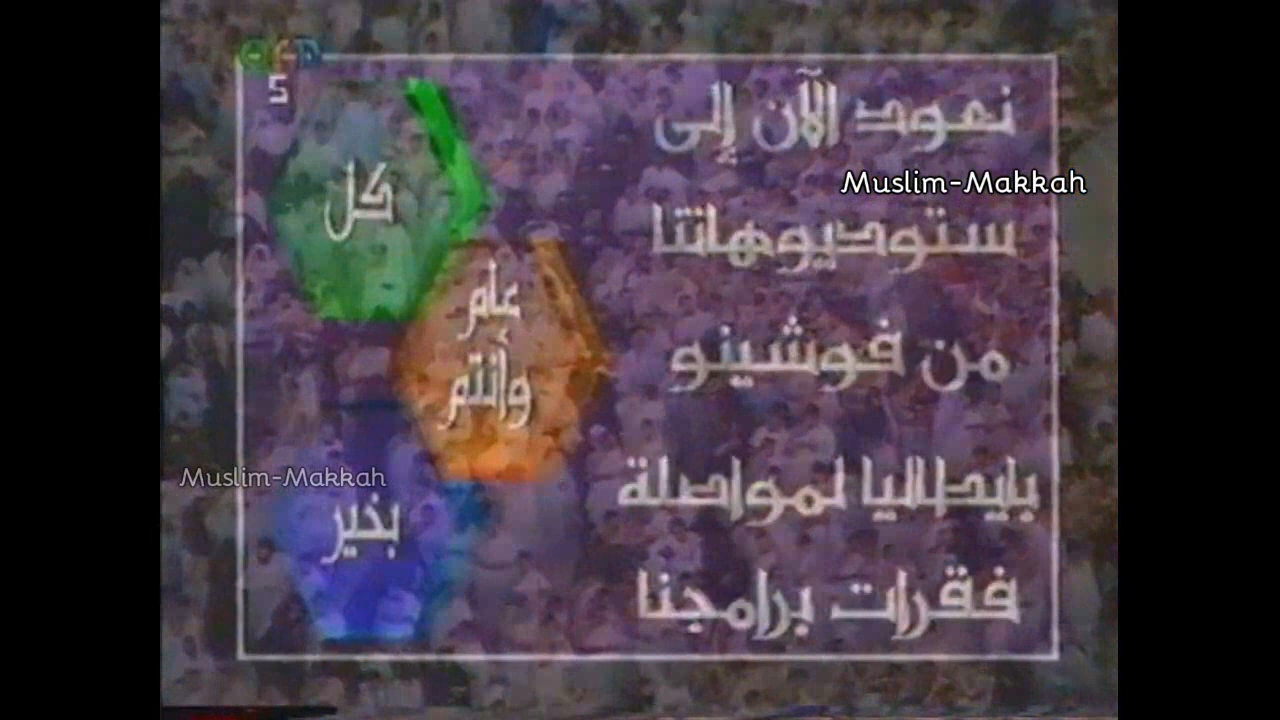 نعود الآن إلى
Muslim-Makkah
ستوديوهاتنا
من فوشينو
بايطاليا لمواصلة
فقرات برامجنا
5
كل
عام
وأنتم
Muslim-Makkah
بخير